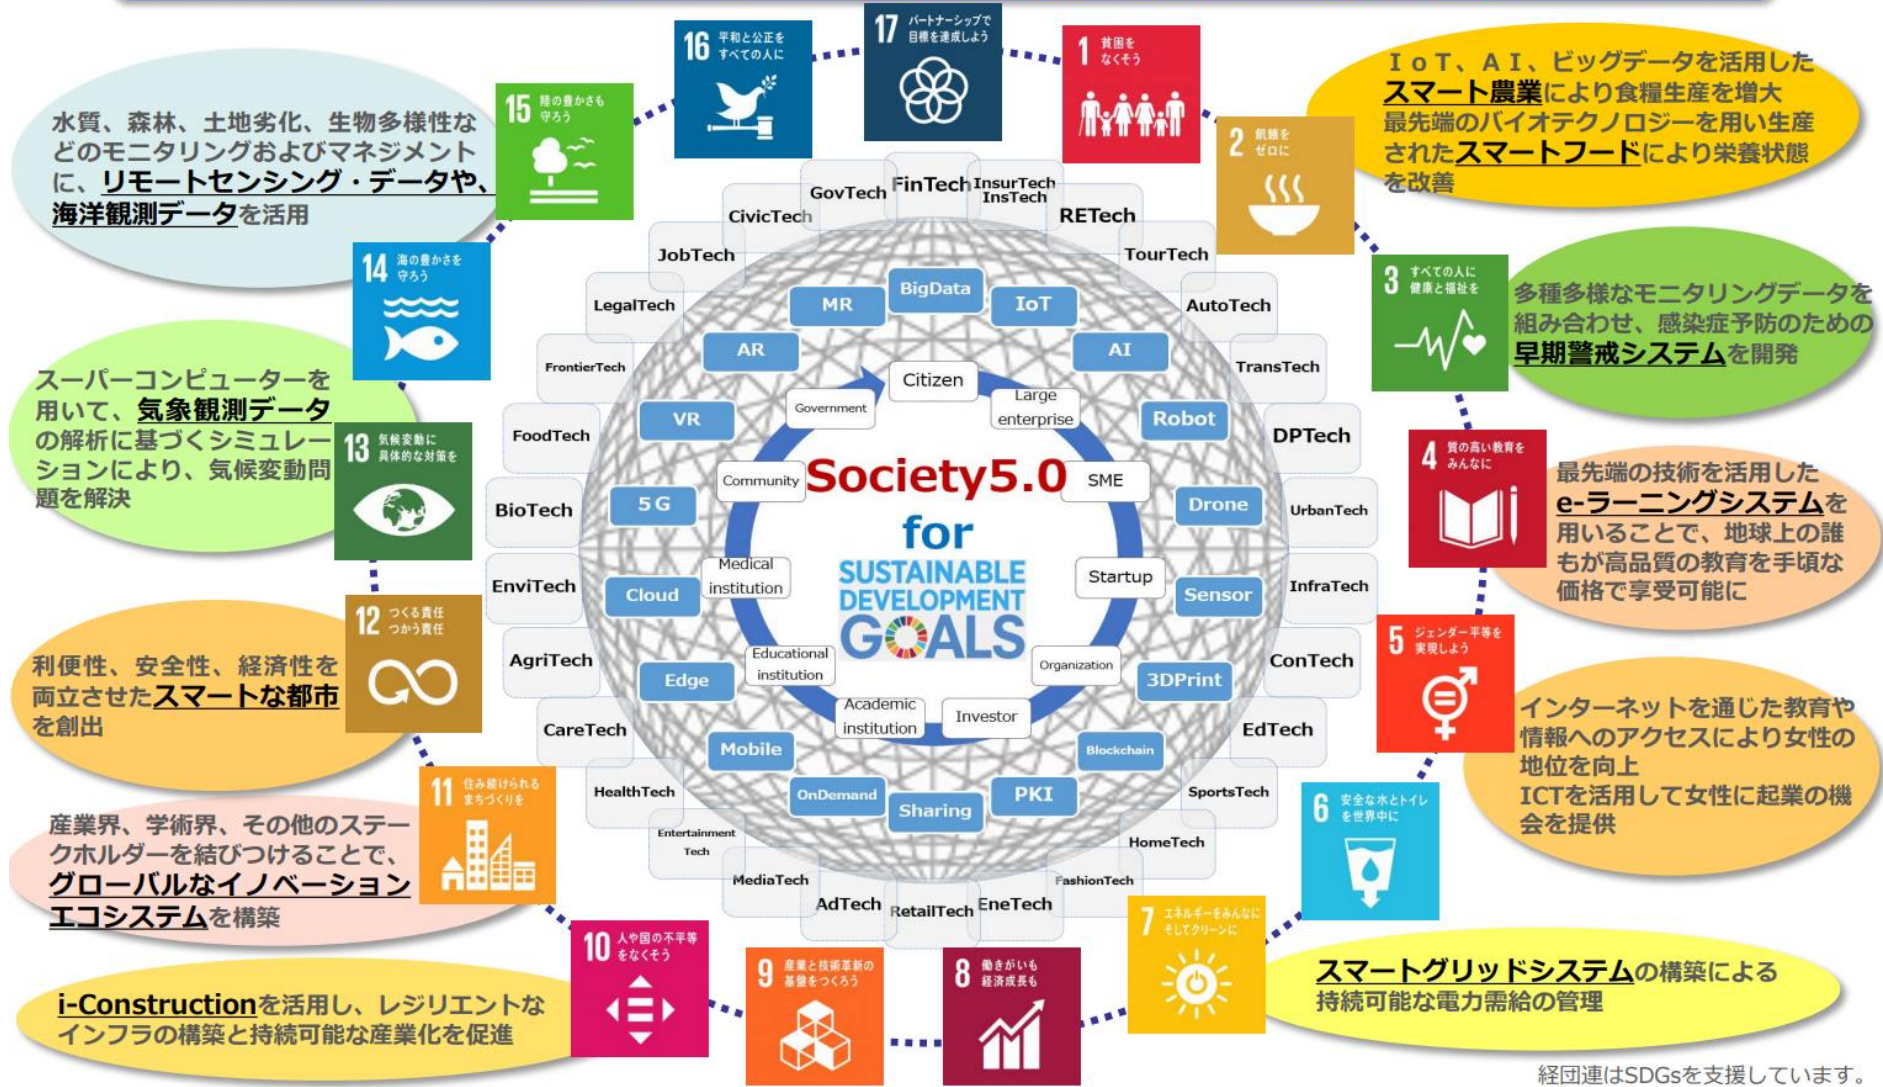 17 パートナーシップで
目標を達成しよう
16 平和と公正を
すべての人に
1 貧困を
なくそう
15 陸の豊かさも
守ろう
2 飢餓を
ゼロに
14 海の豊かさを
守ろう
3 すべての人に
健康と福祉を
13 気候変動に
具体的な対策を
4 質の高い教育を
みんなに
12 つくる責任
つかう責任
5 ジェンダー平等を
実現しよう
11 住み続けられる
まちづくりを
6 安全な水とトイレ
を世界中に
10 人や国の不平等
をなくそう
9 産業と技術革新の
基盤をつくろう
8 働きがいも
経済成長も
7 エネルギーをみんなに
そしてクリーンに
水質、森林、土地劣化、生物多様性な
どのモニタリングおよびマネジメント
に、リモートセンシング・データや、
海洋観測データを活用
スーパーコンピューターを
用いて、気象観測データ
の解析に基づくシミュレー
ションにより、気候変動問
題を解決
利便性、安全性、経済性を
両立させたスマートな都市
を創出
産業界、学術界、その他のステー
クホルダーを結びつけることで、
グローバルなイノベーション
エコシステムを構築
i-Constructionを活用し、レジリエントな
インフラの構築と持続可能な産業化を促進
ＩｏＴ、ＡＩ、ビッグデータを活用した
スマート農業により食糧生産を増大
最先端のバイオテクノロジーを用い生産
されたスマートフードにより栄養状態
を改善
多種多様なモニタリングデータを
組み合わせ、感染症予防のための
早期警戒システムを開発
最先端の技術を活用した
e-ラーニングシステムを
用いることで、地球上の誰
もが高品質の教育を手頃な
価格で享受可能に
インターネットを通じた教育や
情報へのアクセスにより女性の
地位を向上
ICTを活用して女性に起業の機
会を提供
スマートグリッドシステムの構築による
持続可能な電力需給の管理
FinTech
InsurTech
InsTech
RETech
TourTech
AutoTech
TransTech
DPTech
UrbanTech
InfraTech
ConTech
EdTech
SportsTech
HomeTech
FashionTech
EneTech
RetailTech
AdTech
MediaTech
Entertainment
Tech
HealthTech
CareTech
AgriTech
EnviTech
BioTech
FoodTech
FrontierTech
LegalTech
JobTech
CivicTech
GovTech
BigData
IoT
AI
Robot
Drone
Sensor
3DPrint
Blockchain
PKI
Sharing
OnDemand
Mobile
Edge
Cloud
5G
VR
AR
MR
Citizen
Large
enterprise
SME
Startup
Organization
Investor
Academic
institution
Educational
institution
Medical
institution
Community
Government
Society5.0
for
SUSTAINABLE
DEVELOPMENT
GOALS
経団連はSDGsを支援しています。